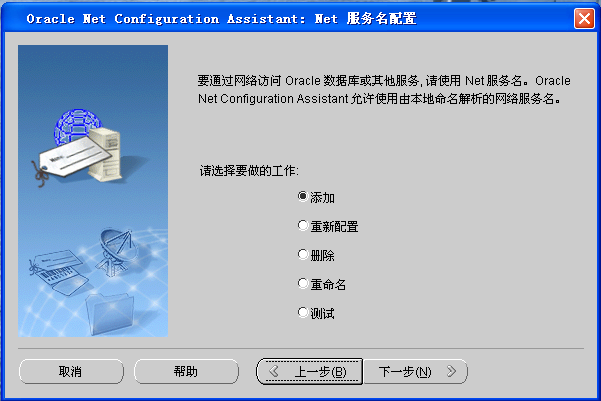 Oracle Net Configuration Assistant: Net 服务名配置
要通过网络访问 Oracle 数据库或其他服务, 请使用 Net 服务名。Oracle
Net Configuration Assistant 允许使用由本地命名解析的网络服务名。
请选择要做的工作:
添加
重新配置
删除
重命名
测试
取消
帮助
上一步(B)
下一步(N)